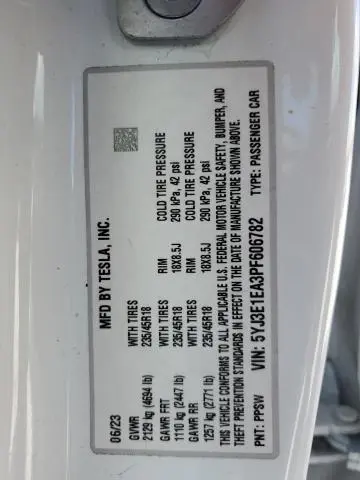 MFD BY TESLA, INC.
06/23
GVWR WITH TIRES RIM COLD TIRE PRESSURE
2129 kg (4694 lb) 235/45R18 18X8.5J 290 kPa, 42 psi
GAWR FRT WITH TIRES RIM COLD TIRE PRESSURE
1110 kg (2447 lb) 235/45R18 18X8.5J 290 kPa, 42 psi
GAWR RR
1257 kg (2771 lb) 235/45R18
THIS VEHICLE CONFORMS TO ALL APPLICABLE U.S. FEDERAL MOTOR VEHICLE SAFETY, BUMPER, AND
THEFT PREVENTION STANDARDS IN EFFECT ON THE DATE OF MANUFACTURE SHOWN ABOVE.
VIN: 5YJ3E1EA3PF606782 TYPE: PASSENGER CAR
PNT: PPSW